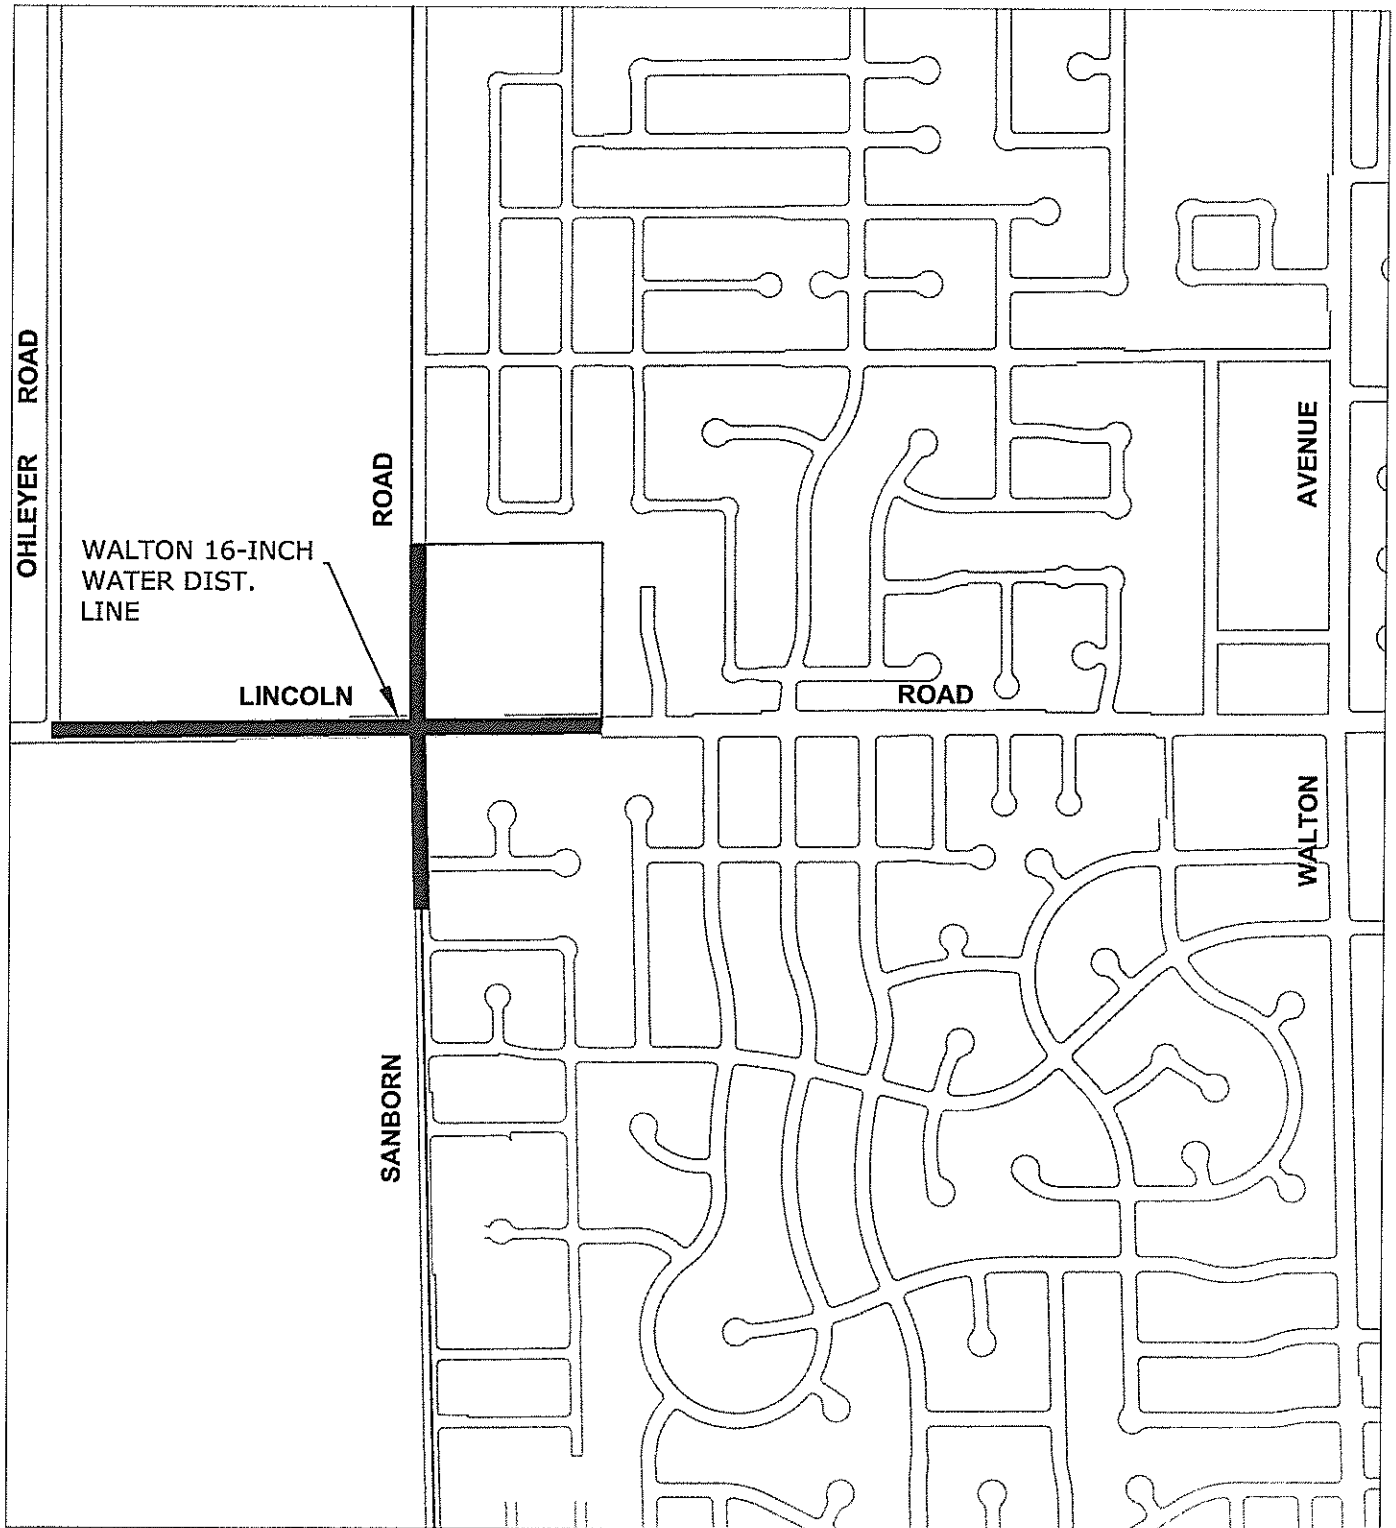 OHLEYER ROAD
ROAD
AVENUE
WALTON 16-INCH
WATER DIST.
LINE
LINCOLN
ROAD
WALTON
SANBORN